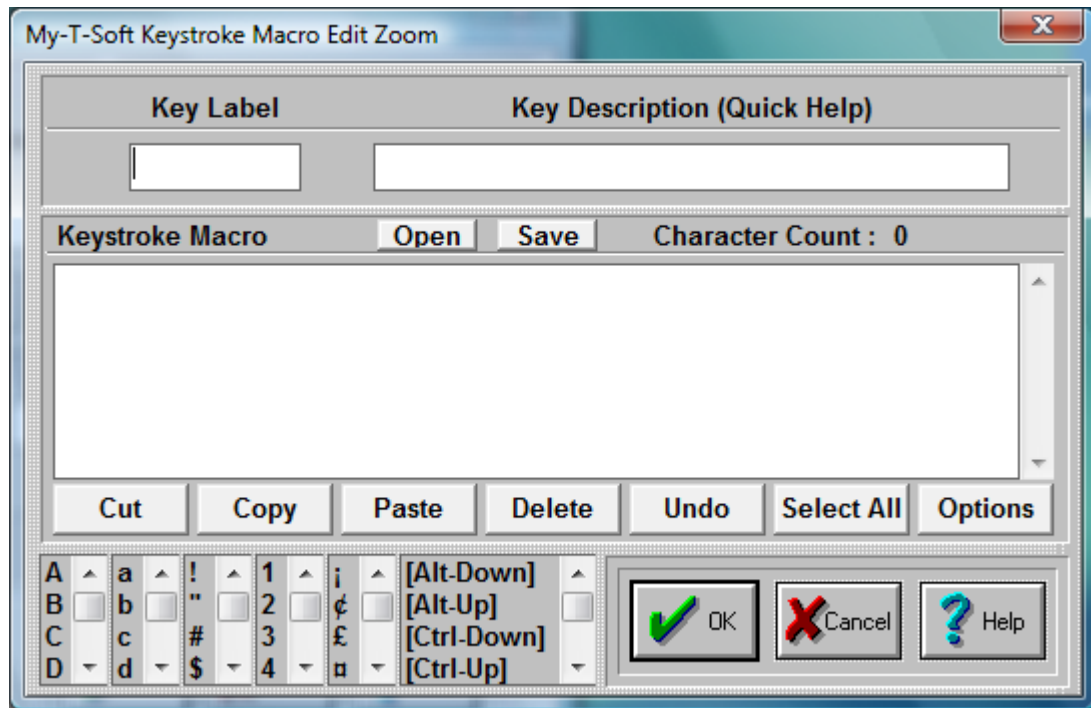 My-T-Soft Keystroke Macro Edit Zoom
Key Label Key Description (Quick Help)
Keystroke Macro Open Save Character Count : 0
Cut Copy Paste Delete Undo Select All Options
A a ! 1 ¡ [Alt-Down]
B b " 2 ¢ [Alt-Up]
C c # 3 £ [Ctrl-Down]
D d $ 4 ¤ [Ctrl-Up]
OK Cancel Help